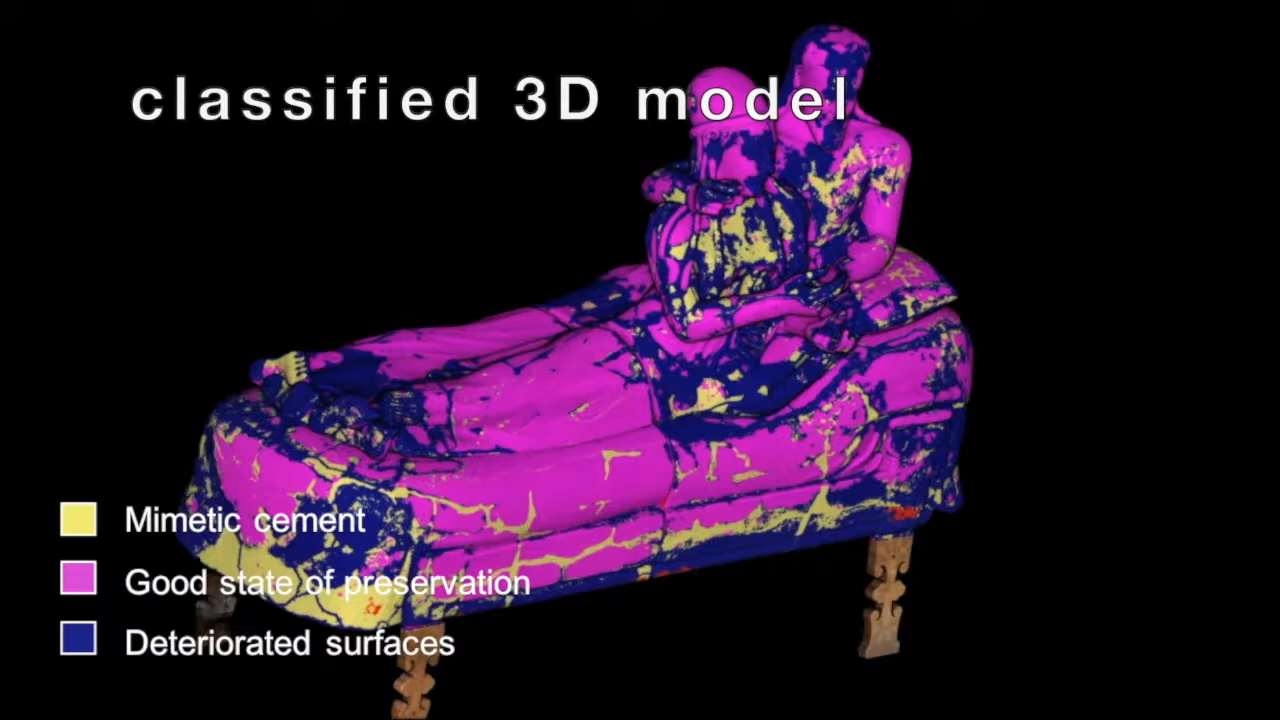 classified 3D model
Mimetic cement
Good state of preservation
Deteriorated surfaces